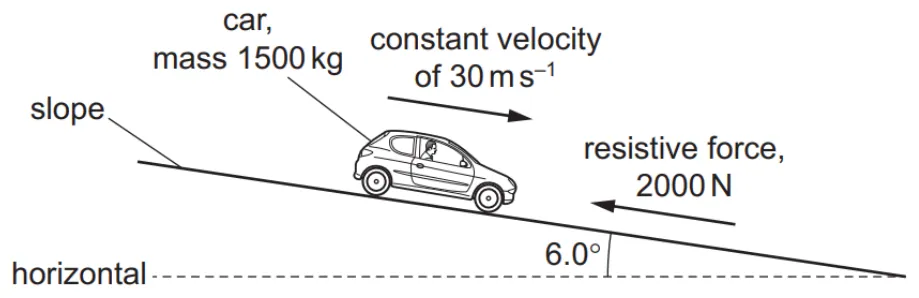 car,
mass 1500 kg
constant velocity
of 30 m s⁻¹
slope
resistive force,
2000 N
6.0°
horizontal